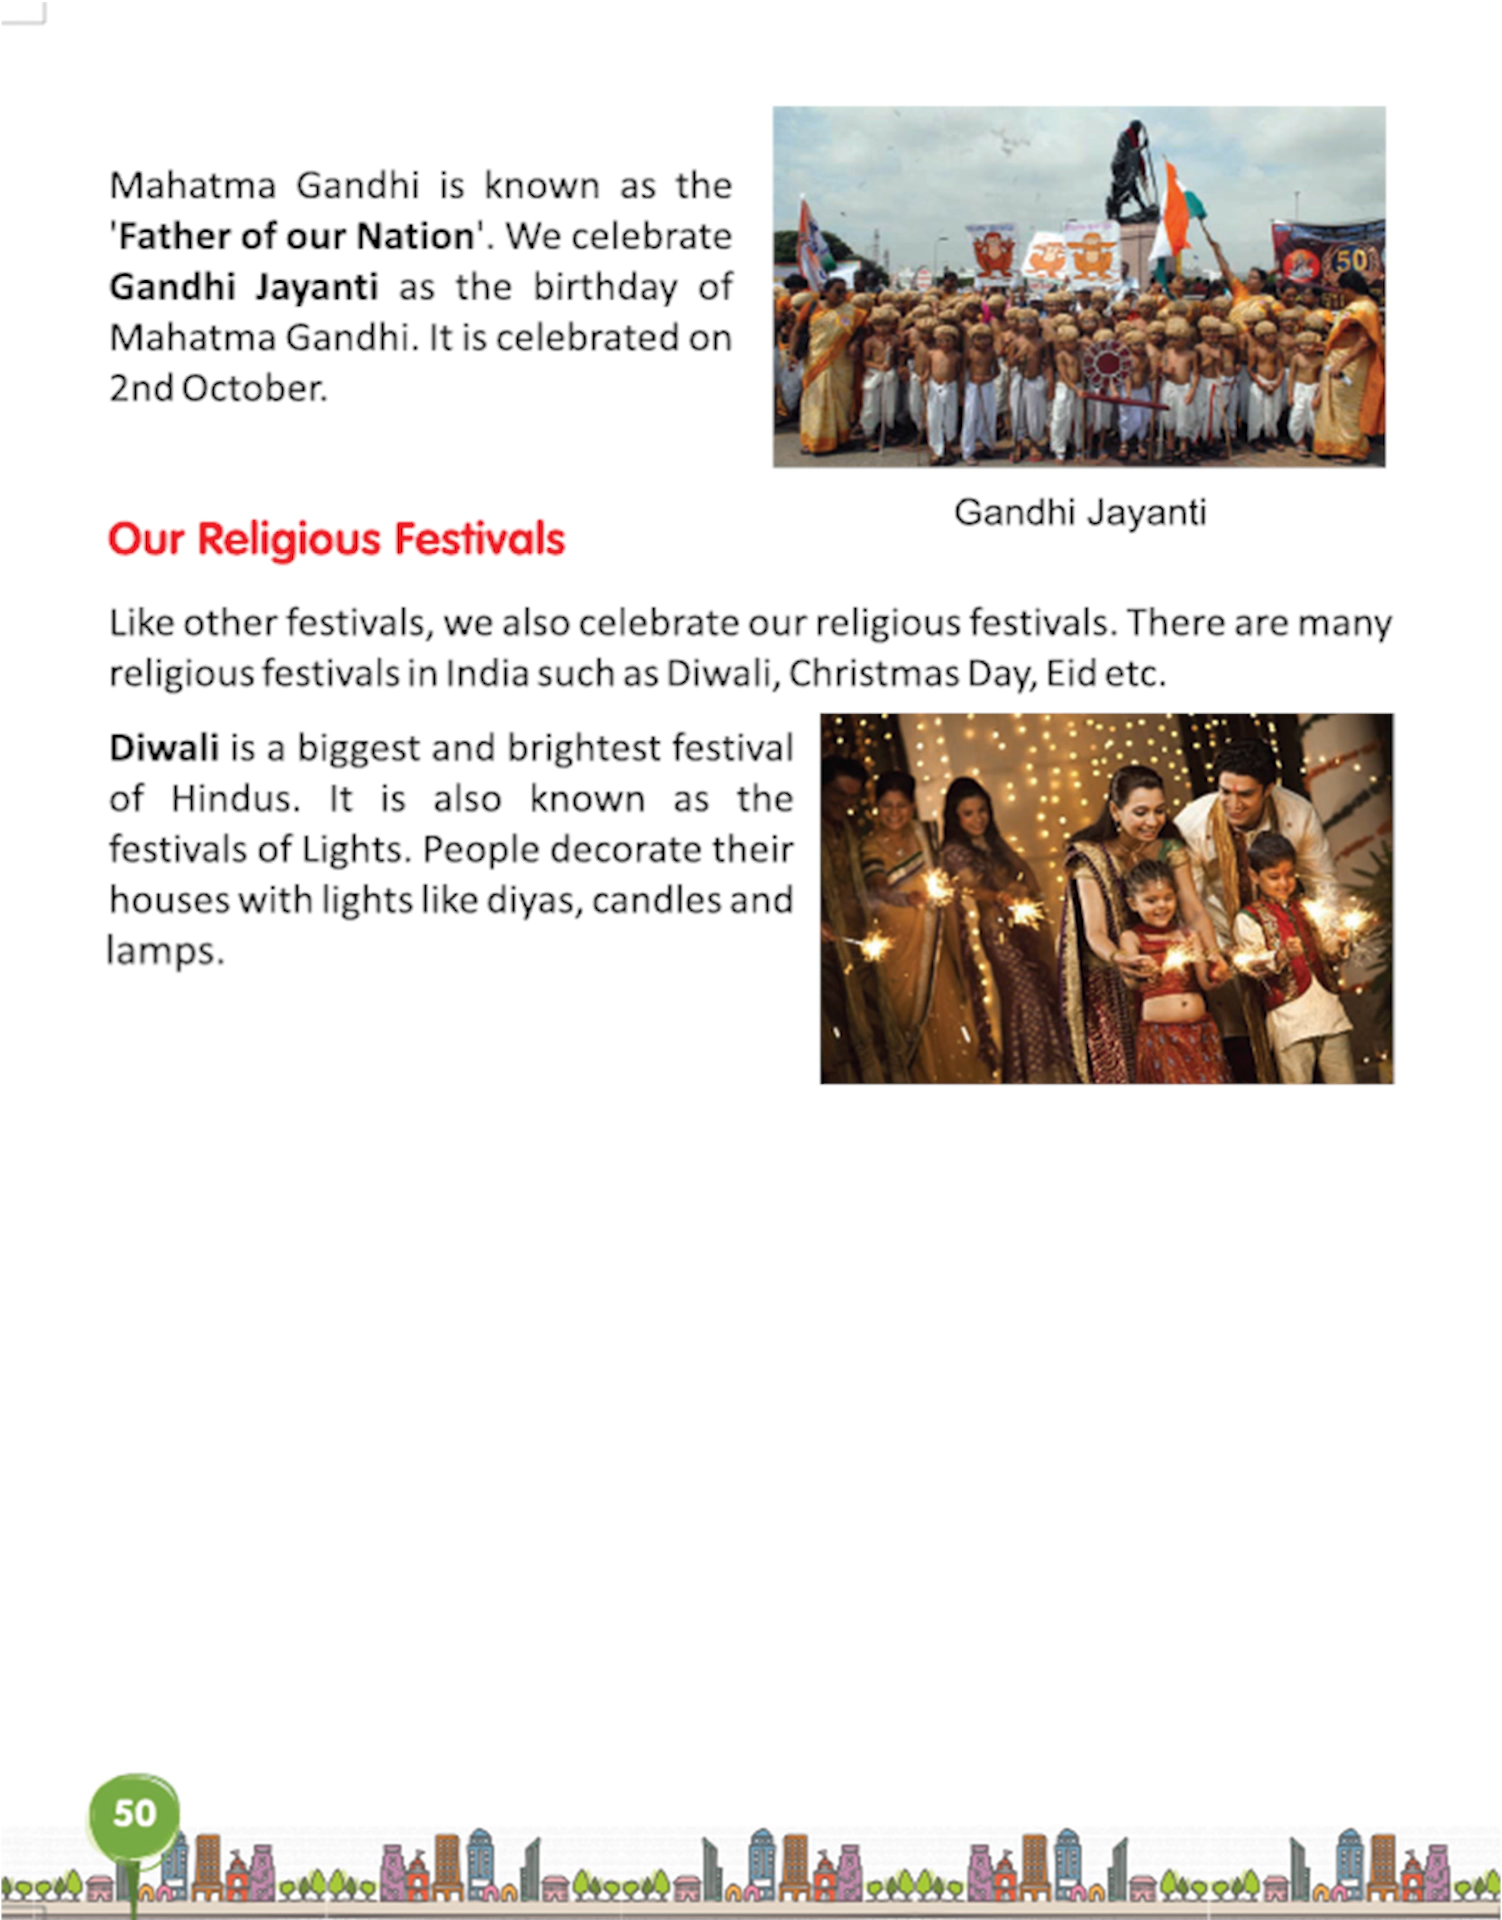 Mahatma Gandhi is known as the
'Father of our Nation'. We celebrate
Gandhi Jayanti as the birthday of
Mahatma Gandhi. It is celebrated on
2nd October.
50
Gandhi Jayanti
Our Religious Festivals
Like other festivals, we also celebrate our religious festivals. There are many
religious festivals in India such as Diwali, Christmas Day, Eid etc.
Diwali is a biggest and brightest festival
of Hindus. It is also known as the
festivals of Lights. People decorate their
houses with lights like diyas, candles and
lamps.
50